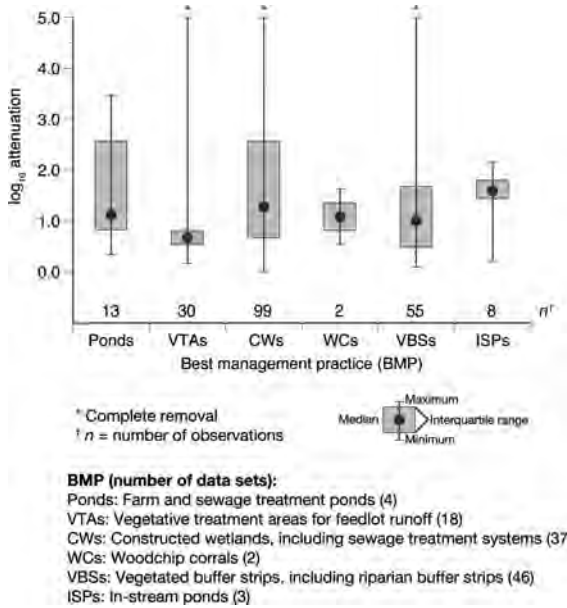 * * *
5.0
4.0
3.0
2.0
1.0
0.0
log₁₀ attenuation
13 30 99 2 55 8 n†
Ponds VTAs CWs WCs VBSs ISPs
Best management practice (BMP)
* Complete removal
† n = number of observations
Maximum
Median Interquartile range
Minimum
BMP (number of data sets):
Ponds: Farm and sewage treatment ponds (4)
VTAs: Vegetative treatment areas for feedlot runoff (18)
CWs: Constructed wetlands, including sewage treatment systems (37
WCs: Woodchip corrals (2)
VBSs: Vegetated buffer strips, including riparian buffer strips (46)
ISPs: In-stream ponds (3)